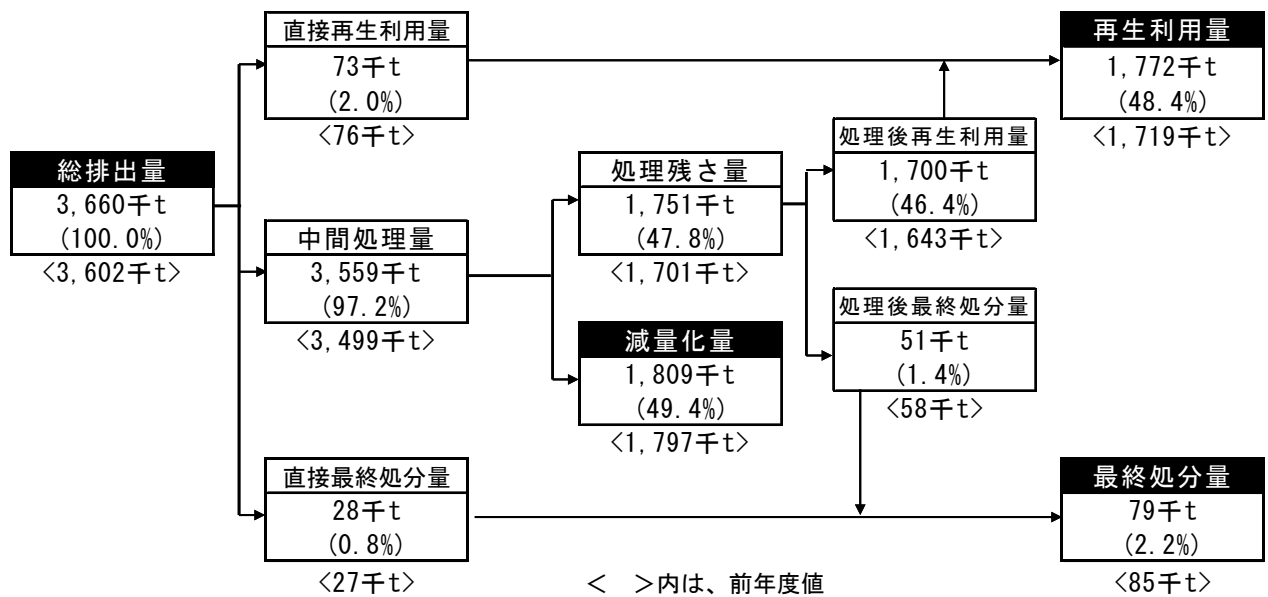 直接再生利用量
73千t
(2.0%)
<76千t>
再生利用量
1,772千t
(48.4%)
<1,719千t>
総排出量
3,660千t
(100.0%)
<3,602千t>
中間処理量
3,559千t
(97.2%)
<3,499千t>
処理残さ量
1,751千t
(47.8%)
<1,701千t>
処理後再生利用量
1,700千t
(46.4%)
<1,643千t>
減量化量
1,809千t
(49.4%)
<1,797千t>
処理後最終処分量
51千t
(1.4%)
<58千t>
直接最終処分量
28千t
(0.8%)
<27千t>
最終処分量
79千t
(2.2%)
<85千t>
< >内は、前年度値